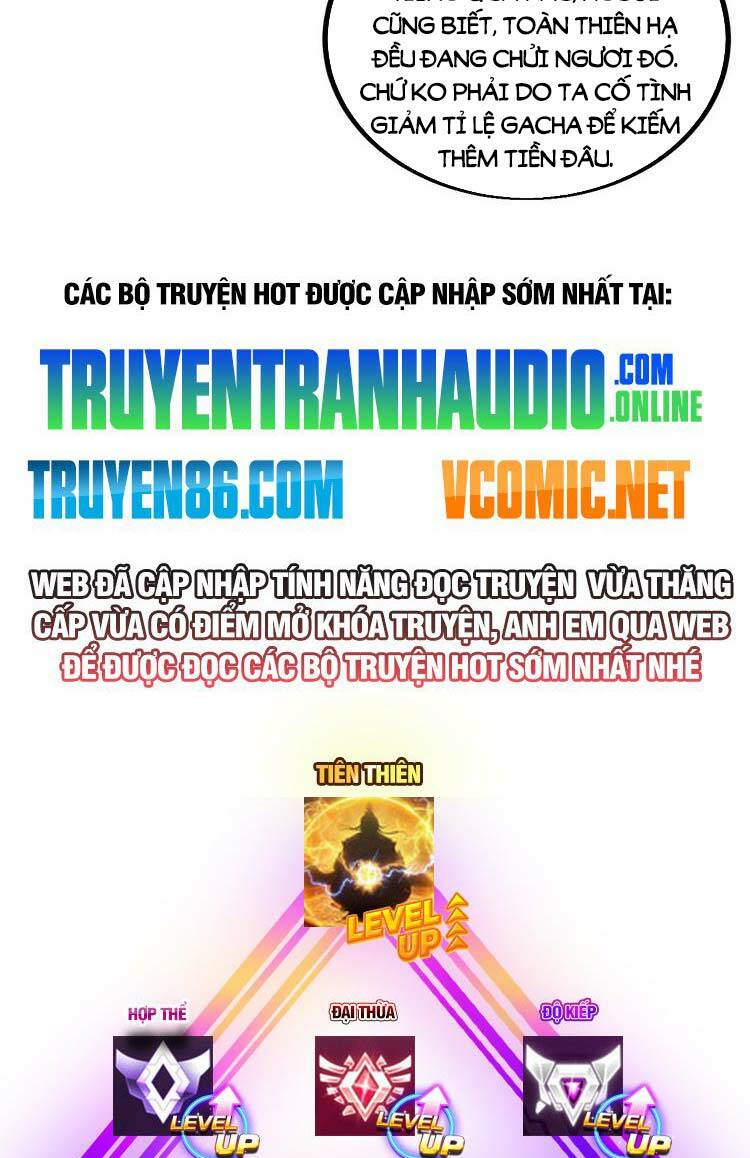 CŨNG BIẾT, TOÀN THIÊN HẠ
ĐỀU ĐANG CHỬI NGƯƠI ĐÓ.
CHỨ KO PHẢI DO TA CỐ TÌNH
GIẢM TỈ LỆ GACHA ĐỂ KIẾM
THÊM TIỀN ĐÂU.
CÁC BỘ TRUYỆN HOT ĐƯỢC CẬP NHẬP SỚM NHẤT TẠI:
TRUYENTRANHAUDIO .COM
.ONLINE
TRUYEN86.COM VCOMIC.NET
WEB ĐÃ CẬP NHẬP TÍNH NĂNG ĐỌC TRUYỆN VỪA THĂNG
CẤP VỪA CÓ ĐIỂM MỞ KHÓA TRUYỆN, ANH EM QUA WEB
ĐỂ ĐƯỢC ĐỌC CÁC BỘ TRUYỆN HOT SỚM NHẤT NHÉ
TIÊN THIÊN
LEVEL
UP
HỢP THỂ ĐẠI THỪA ĐỘ KIẾP
LEVEL LEVEL LEVEL
UP UP UP